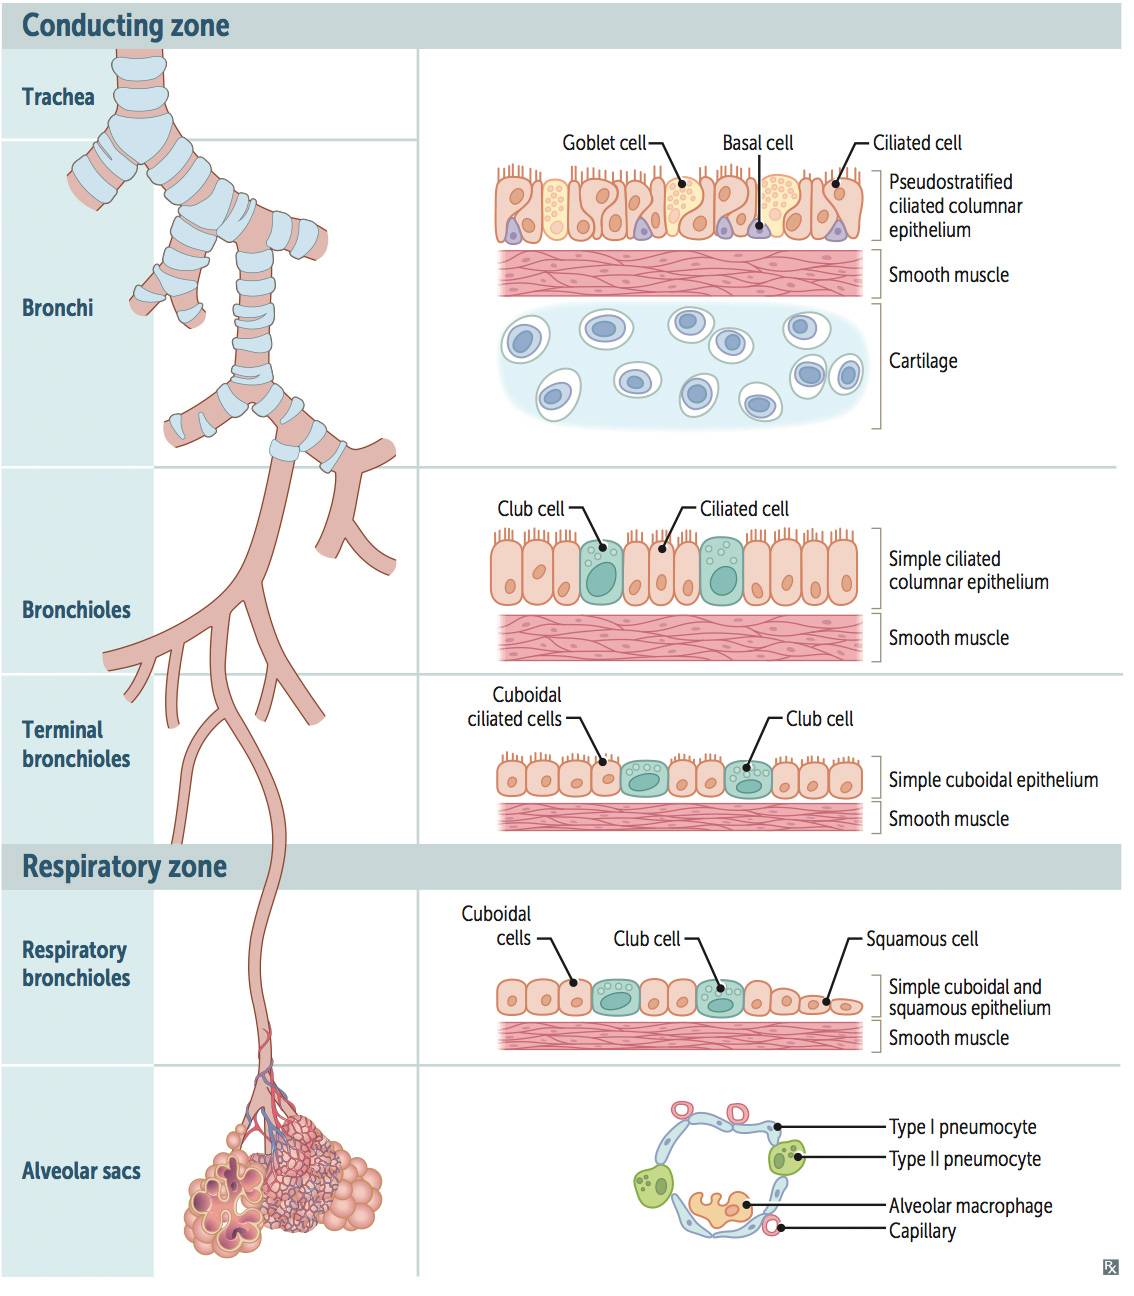 Conducting zone
Trachea
Bronchi
Goblet cell
Basal cell
Ciliated cell
Pseudostratified
ciliated columnar
epithelium
Smooth muscle
Cartilage
Bronchioles
Club cell
Ciliated cell
Simple ciliated
columnar epithelium
Smooth muscle
Terminal
bronchioles
Cuboidal
ciliated cells
Club cell
Simple cuboidal epithelium
Smooth muscle
Respiratory zone
Respiratory
bronchioles
Cuboidal
cells
Club cell
Squamous cell
Simple cuboidal and
squamous epithelium
Smooth muscle
Alveolar sacs
Type I pneumocyte
Type II pneumocyte
Alveolar macrophage
Capillary
Rx